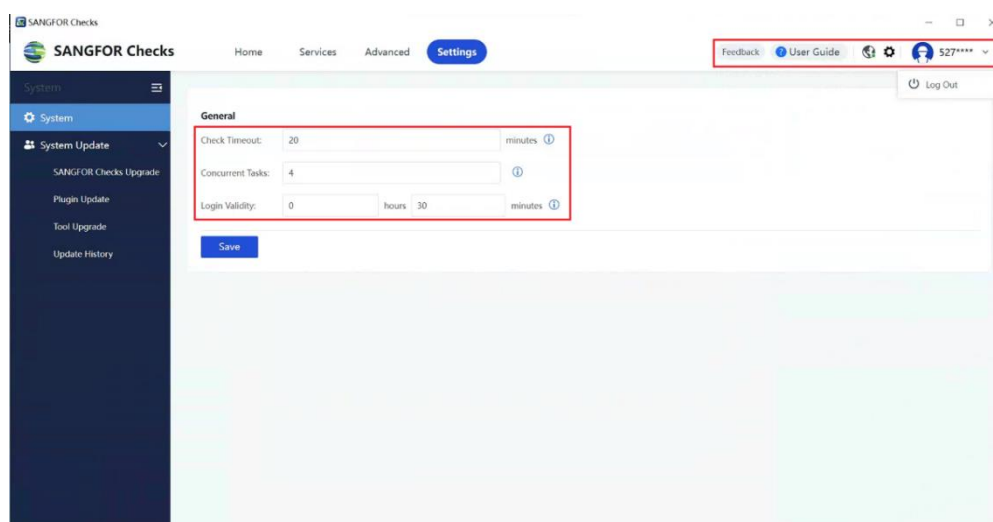 SANGFOR Checks
SANGFOR Checks Home Services Advanced Settings Feedback User Guide 527****
System Log Out
System
General
System Update
Check Timeout: 20 minutes
SANGFOR Checks Upgrade
Concurrent Tasks: 4
Plugin Update
Login Validity: 0 hours 30 minutes
Tool Upgrade
Save
Update History